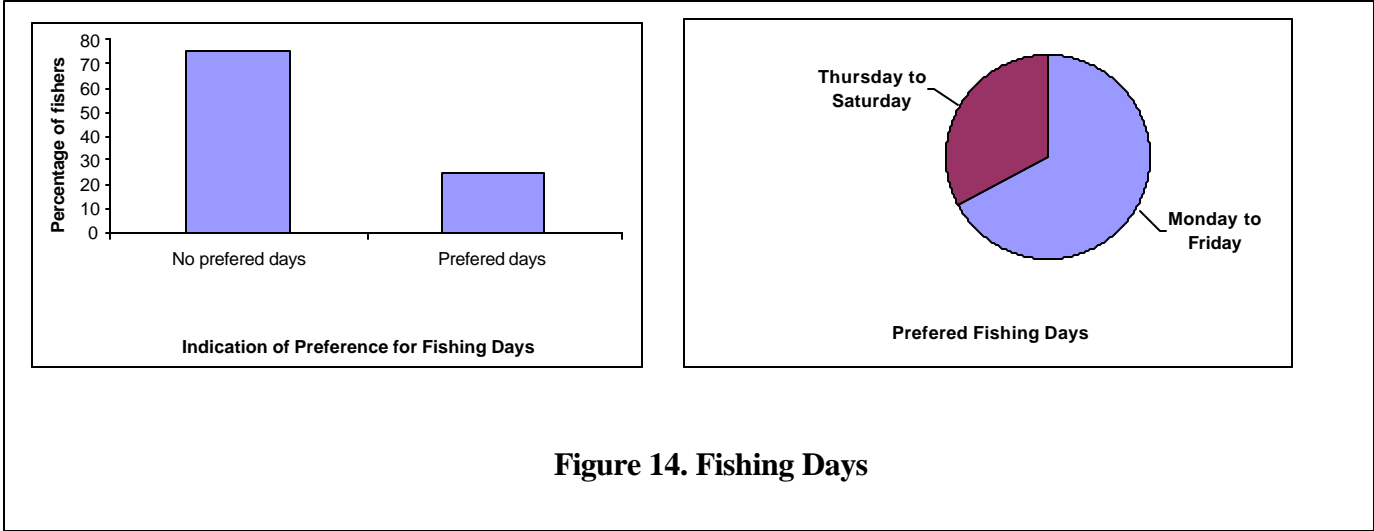 80
70
60
50
40
30
20
10
0
Percentage of fishers
No prefered days
Prefered days
Indication of Preference for Fishing Days
Thursday to
Saturday
Monday to
Friday
Prefered Fishing Days
Figure 14. Fishing Days